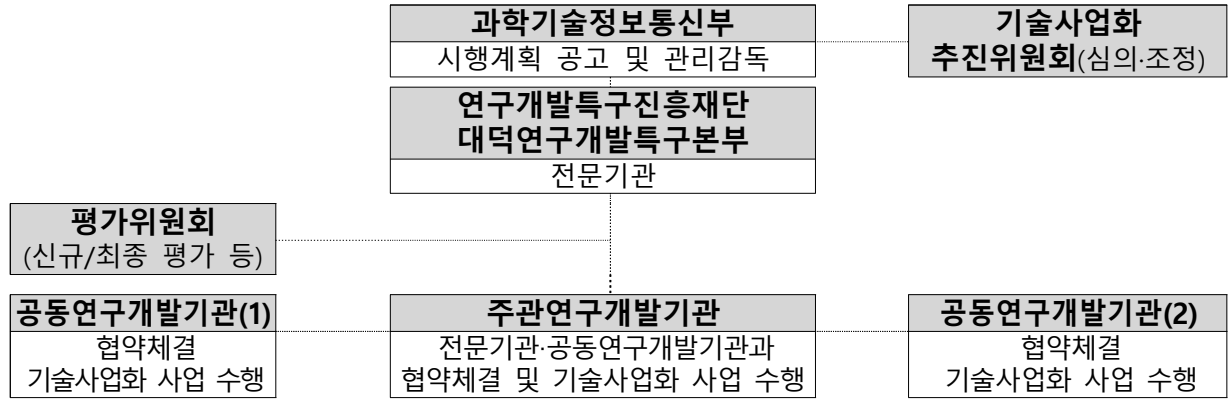 과학기술정보통신부
시행계획 공고 및 관리감독
기술사업화
추진위원회(심의·조정)
연구개발특구진흥재단
대덕연구개발특구본부
전문기관
평가위원회
(신규/최종 평가 등)
공동연구개발기관(1)
협약체결
기술사업화 사업 수행
주관연구개발기관
전문기관·공동연구개발기관과
협약체결 및 기술사업화 사업 수행
공동연구개발기관(2)
협약체결
기술사업화 사업 수행